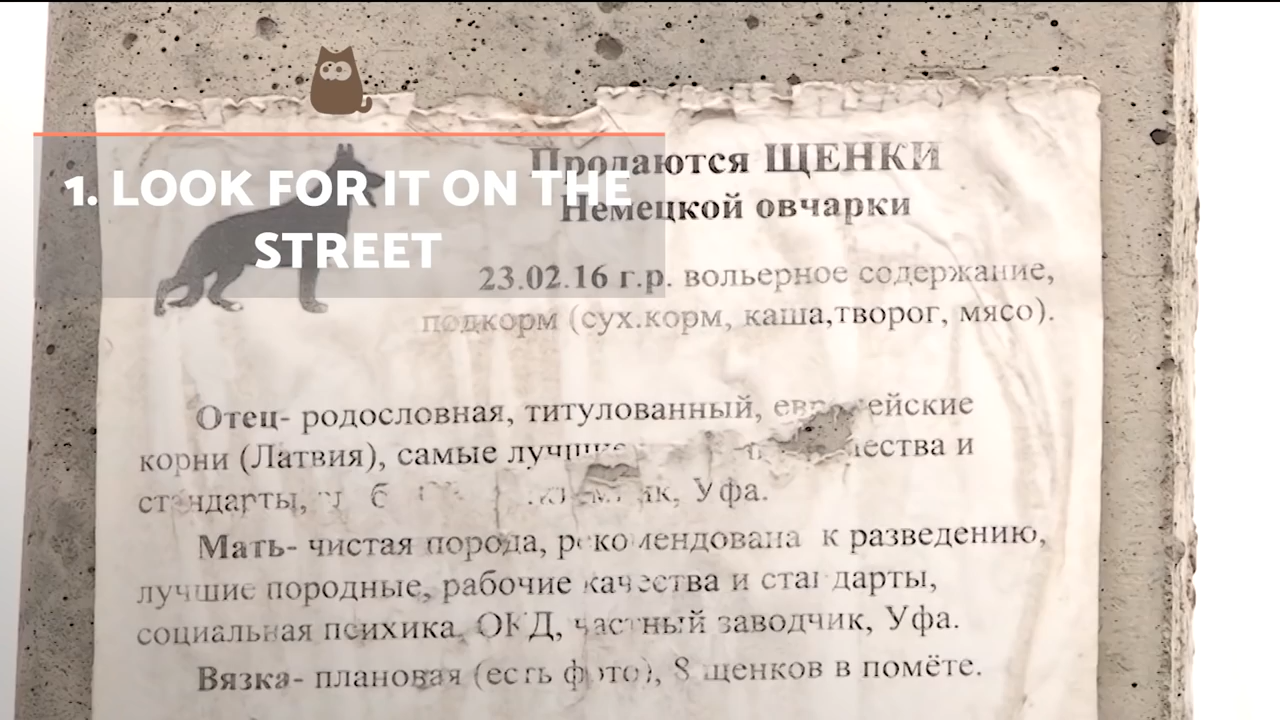 1. LOOK FOR IT ON THE
STREET
Продаются ЩЕНКИ
Немецкой овчарки
23.02.16 г.р. вольерное содержание,
подкорм (сух.корм, каша,творог, мясо).
Отец- родословная, титулованный,
корни (Латвия), самые и
стандарты, Уфа.
Мать- чистая порода, рекомендована к разведению,
лучшие породные, рабочие качества и стандарты,
социальная психика, ОКД, частный заводчик, Уфа.
Вязка- плановая (есть фото), 8 щенков в помёте.